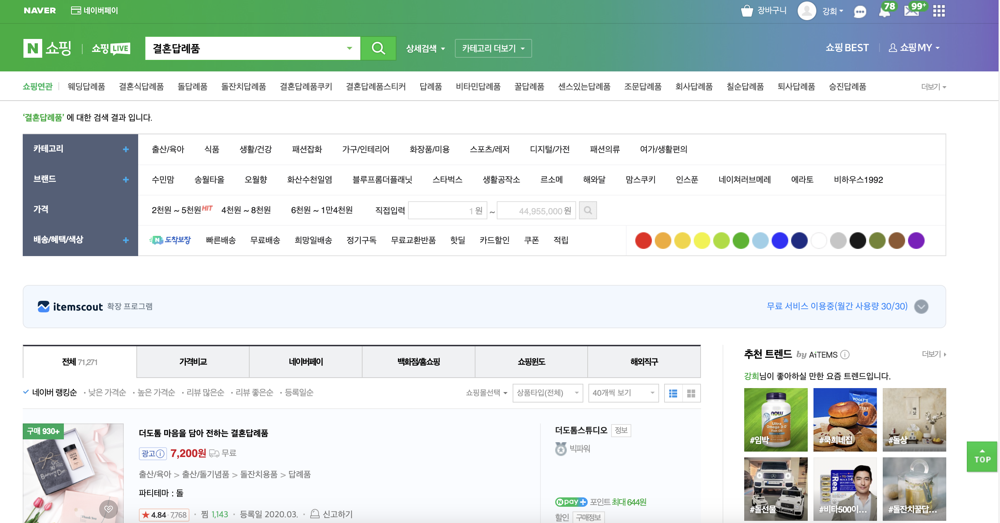 NAVER 네이버페이 장바구니 강희 78 99+
N 쇼핑 쇼핑LIVE 결혼답례품 상세검색 카테고리 더보기 쇼핑BEST 쇼핑MY
쇼핑연관 웨딩답례품 결혼식답례품 돌답례품 돌잔치답례품 결혼답례품쿠키 결혼답례품스티커 답례품 비타민답례품 꿀답례품 센스있는답례품 조문답례품 회사답례품 칠순답례품 퇴사답례품 승진답례품 더보기
‘결혼답례품’ 에 대한 검색 결과 입니다.
카테고리 + 출산/육아 식품 생활/건강 패션잡화 가구/인테리어 화장품/미용 스포츠/레저 디지털/가전 패션의류 여가/생활편의
브랜드 + 수민맘 송월타올 오월향 화산수천일염 블루프롬더플래닛 스타벅스 생활공작소 르소메 해와달 맘스쿠키 인스푼 네이쳐러브메레 에라토 비하우스1992
가격 2천원 ~ 5천원HIT 4천원 ~ 8천원 6천원 ~ 1만4천원 직접입력 1 원 ~ 44,955,000 원
배송/혜택/색상 + N 도착보장 빠른배송 무료배송 희망일배송 정기구독 무료교환반품 핫딜 카드할인 쿠폰 적립
itemscout 확장 프로그램 무료 서비스 이용중(월간 사용량 30/30)
전체 71,271 가격비교 네이버페이 백화점/홈쇼핑 쇼핑윈도 해외직구
네이버 랭킹순 · 낮은 가격순 · 높은 가격순 · 리뷰 많은순 · 리뷰 좋은순 · 등록일순 쇼핑몰선택 상품타입(전체) 40개씩 보기
구매 930+
더도톰 마음을 담아 전하는 결혼답례품
광고 7,200원 무료
출산/육아 > 출산/돌기념품 > 돌잔치용품 > 답례품
파티테마 : 돌
★ 4.84 · 7,768 · 찜 1,143 · 등록일 2020.03. · 신고하기
Oct
30 2022
Thank You
더도톰스튜디오 정보
빅파워
N pay+ 포인트 최대 644원
할인 구매정보
추천 트렌드 by AiTEMS 더보기
강희님이 좋아하실 만한 요즘 트렌드입니다.
NOW
Ultra
Omega 3-D
Fish Oil
#임박
WHAT'S
#쿡희네집
백일
#돌상
#돌선물
THE
Rea
MAX
#비타500이...
#돌잔치꿀답...
TOP